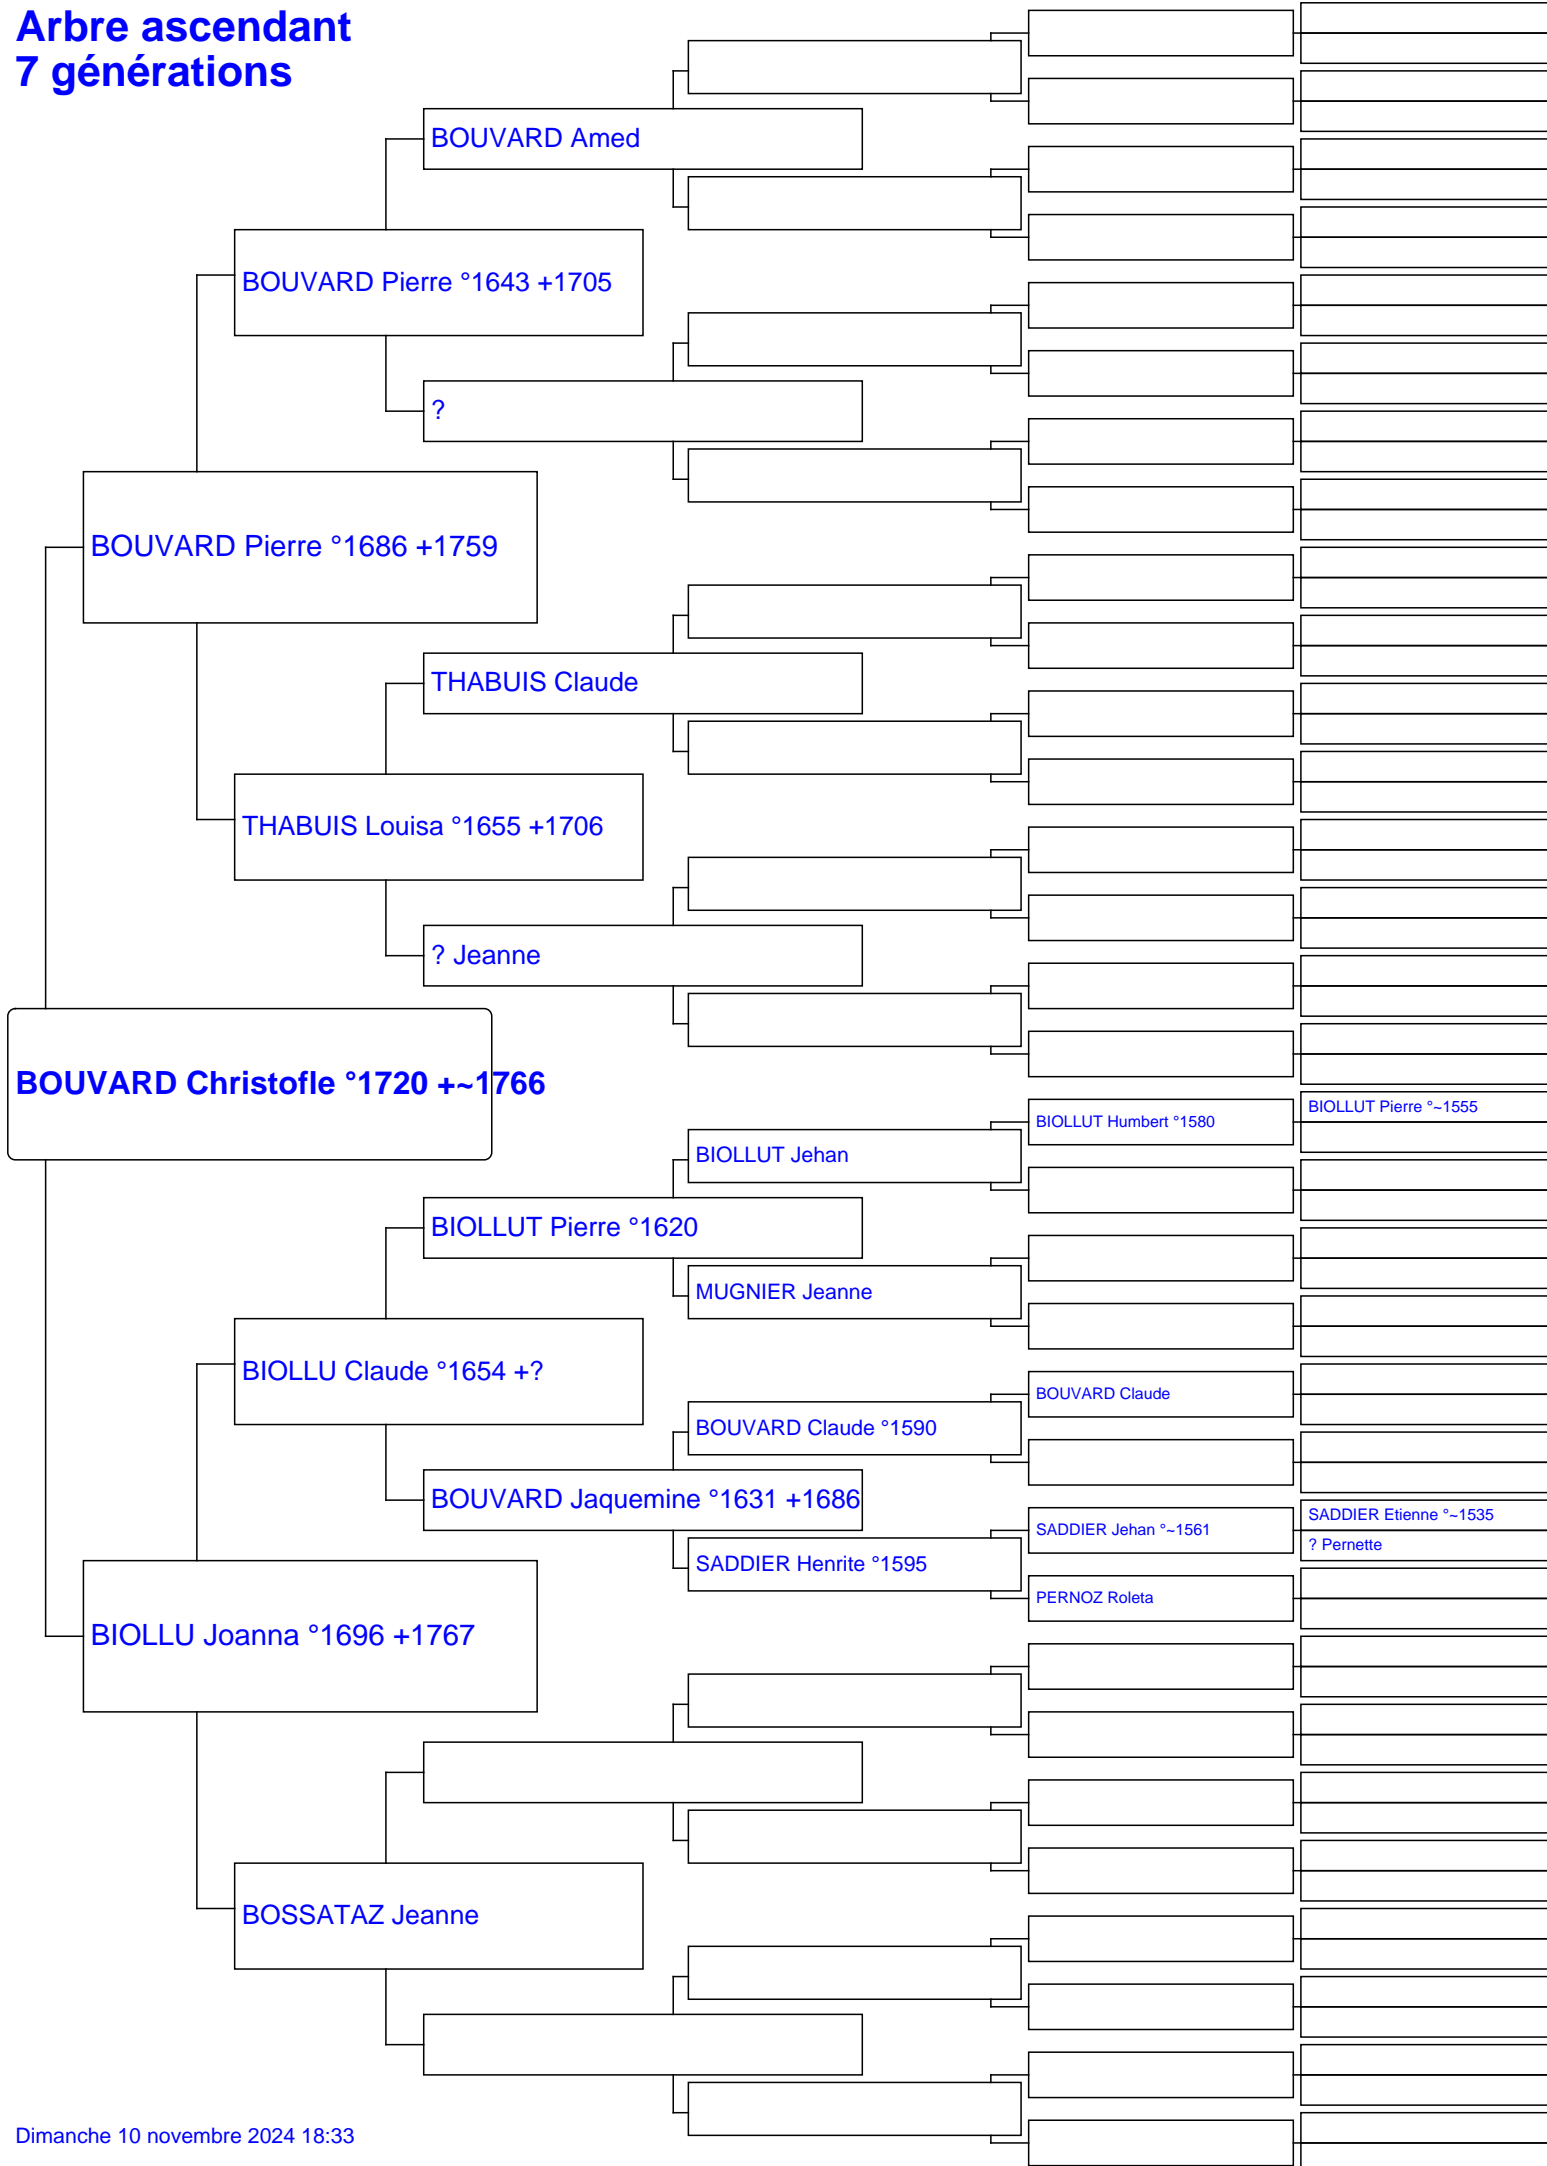 Arbre ascendant
7 générations
BOUVARD Amed
BOUVARD Pierre °1643 +1705
?
BOUVARD Pierre °1686 +1759
THABUIS Claude
THABUIS Louisa °1655 +1706
? Jeanne
BOUVARD Christofle °1720 +~1766
BIOLLUT Pierre °~1555
BIOLLUT Humbert °1580
BIOLLUT Jehan
BIOLLUT Pierre °1620
MUGNIER Jeanne
BIOLLU Claude °1654 +?
BOUVARD Claude
BOUVARD Claude °1590
BOUVARD Jaquemine °1631 +1686
SADDIER Etienne °~1535
SADDIER Jehan °~1561
? Pernette
SADDIER Henrite °1595
PERNOZ Roleta
BIOLLU Joanna °1696 +1767
BOSSATAZ Jeanne
Dimanche 10 novembre 2024 18:33